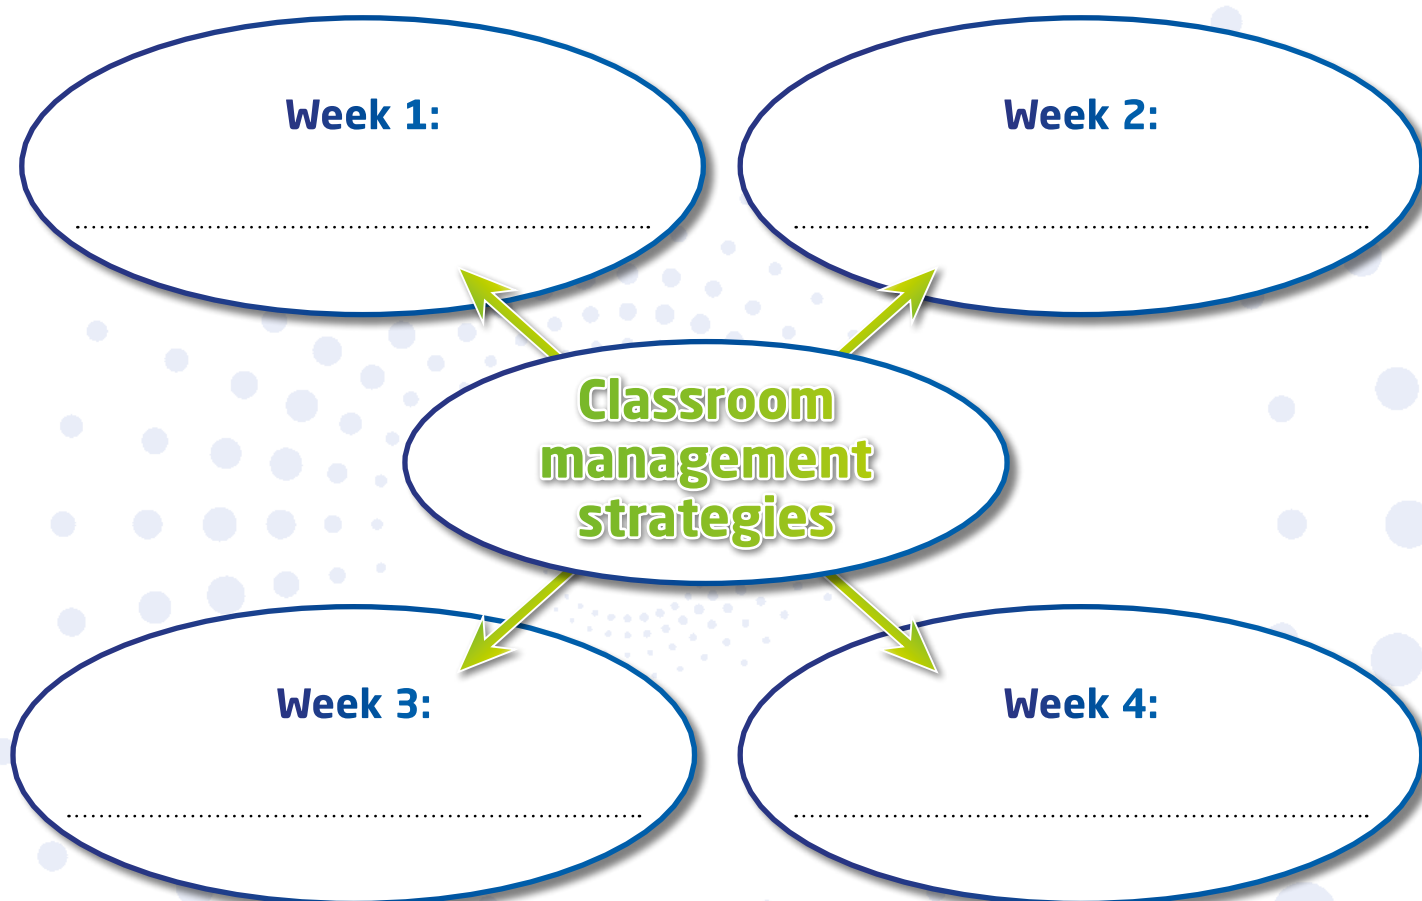 Week 1:
Week 2:
Classroom
management
strategies
Week 3:
Week 4: